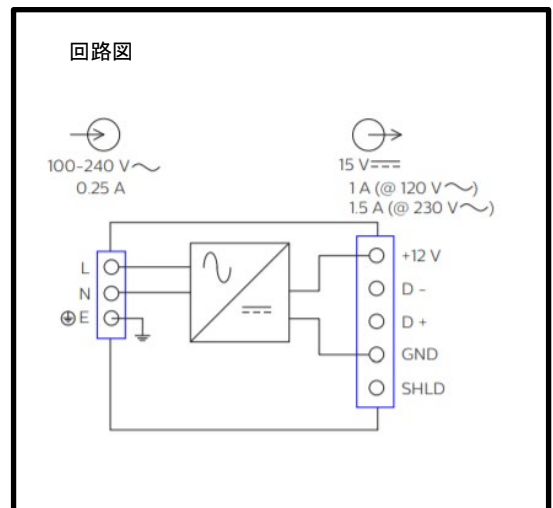 回路図
100-240 V～
0.25 A
15 V⎓
1 A (@ 120 V～)
1.5 A (@ 230 V～)
L
N
E
+12 V
D -
D +
GND
SHLD